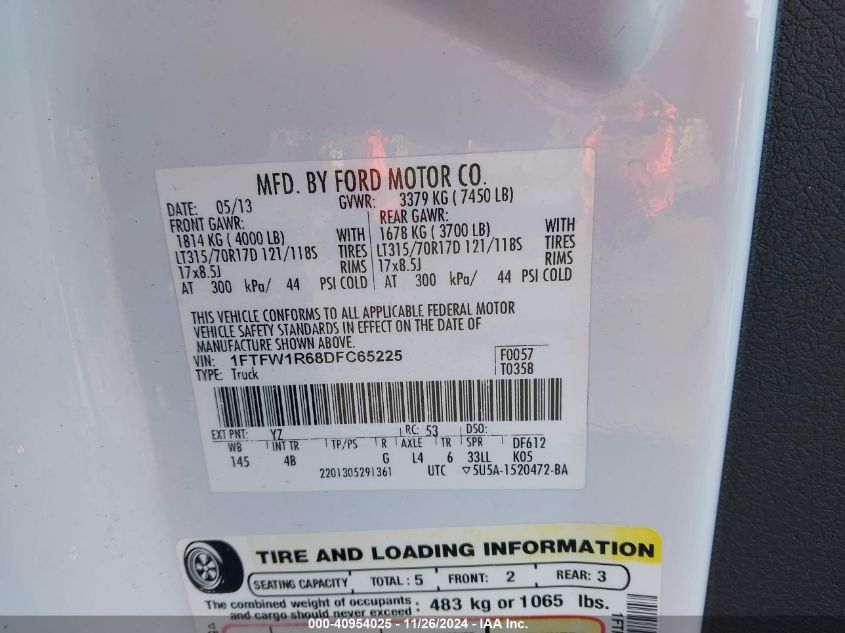 MFD. BY FORD MOTOR CO.
DATE: 05/13 GVWR: 3379 KG ( 7450 LB)
FRONT GAWR: REAR GAWR:
1814 KG ( 4000 LB) WITH 1678 KG ( 3700 LB) WITH
LT315/70R17D 121/118S TIRES LT315/70R17D 121/118S TIRES
17x8.5J RIMS 17x8.5J RIMS
AT 300 kPa/ 44 PSI COLD AT 300 kPa/ 44 PSI COLD
THIS VEHICLE CONFORMS TO ALL APPLICABLE FEDERAL MOTOR
VEHICLE SAFETY STANDARDS IN EFFECT ON THE DATE OF
MANUFACTURE SHOWN ABOVE.
VIN: 1FTFW1R68DFC65225 F0057
TYPE: Truck T0358
EXT PNT: YZ RC: 53 DSO:
WB INT TR TP/PS R AXLE TR SPR DF612
145 4B G L4 6 33LL K05
2201305291361 UTC ▽5U5A-1520472-BA
TIRE AND LOADING INFORMATION
SEATING CAPACITY TOTAL : 5 FRONT: 2 REAR: 3
The combined weight of occupants
and cargo should never exceed : 483 kg or 1065 lbs.
000-40954025 - 11/26/2024 - IAA Inc.